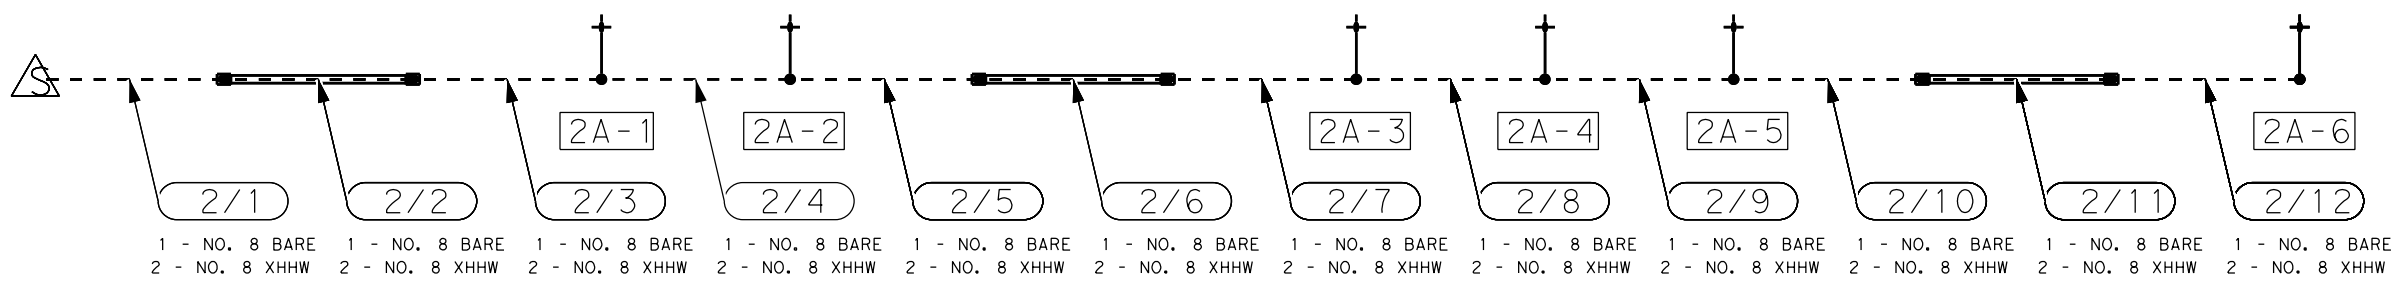 S
2A-1 2A-2 2A-3 2A-4 2A-5 2A-6
2/1 2/2 2/3 2/4 2/5 2/6 2/7 2/8 2/9 2/10 2/11 2/12
1 - NO. 8 BARE 1 - NO. 8 BARE 1 - NO. 8 BARE 1 - NO. 8 BARE 1 - NO. 8 BARE 1 - NO. 8 BARE 1 - NO. 8 BARE 1 - NO. 8 BARE 1 - NO. 8 BARE 1 - NO. 8 BARE 1 - NO. 8 BARE 1 - NO. 8 BARE
2 - NO. 8 XHHW 2 - NO. 8 XHHW 2 - NO. 8 XHHW 2 - NO. 8 XHHW 2 - NO. 8 XHHW 2 - NO. 8 XHHW 2 - NO. 8 XHHW 2 - NO. 8 XHHW 2 - NO. 8 XHHW 2 - NO. 8 XHHW 2 - NO. 8 XHHW 2 - NO. 8 XHHW